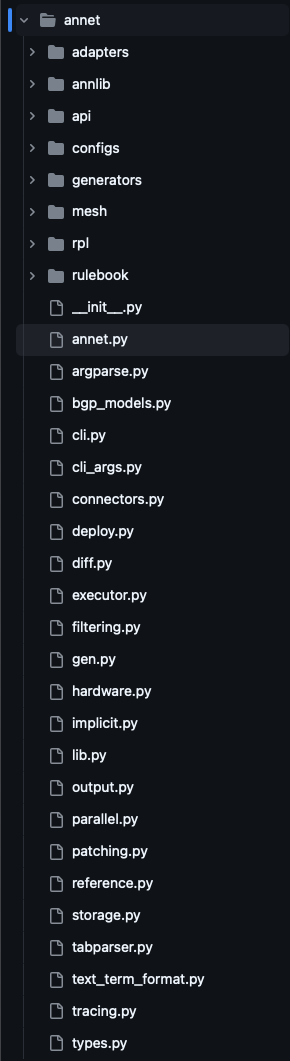 annet
adapters
annlib
api
configs
generators
mesh
rpl
rulebook
__init__.py
annet.py
argparse.py
bgp_models.py
cli.py
cli_args.py
connectors.py
deploy.py
diff.py
executor.py
filtering.py
gen.py
hardware.py
implicit.py
lib.py
output.py
parallel.py
patching.py
reference.py
storage.py
tabparser.py
text_term_format.py
tracing.py
types.py